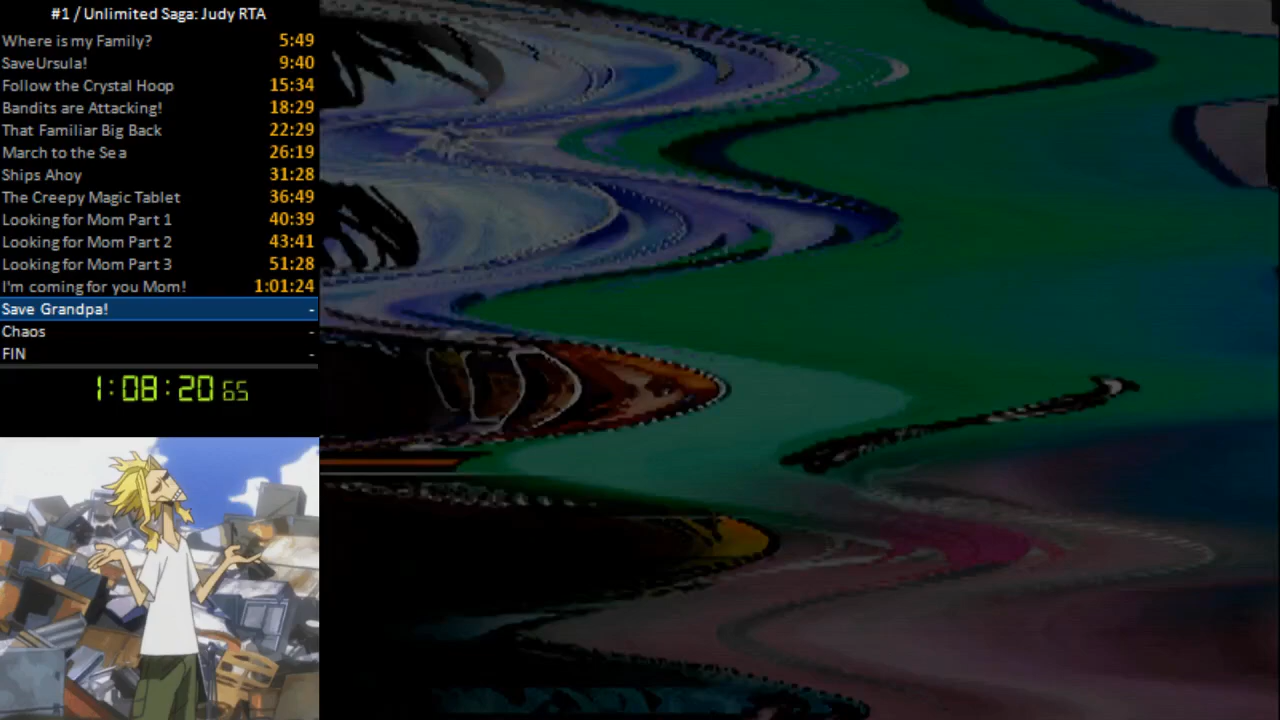 #1 / Unlimited Saga: Judy RTA
Where is my Family? 5:49
Save Ursula! 9:40
Follow the Crystal Hoop 15:34
Bandits are Attacking! 18:29
That Familiar Big Back 22:29
March to the Sea 26:19
Ships Ahoy 31:28
The Creepy Magic Tablet 36:49
Looking for Mom Part 1 40:39
Looking for Mom Part 2 43:41
Looking for Mom Part 3 51:28
I'm coming for you Mom! 1:01:24
Save Grandpa! -
Chaos -
FIN -
1:08:20 65